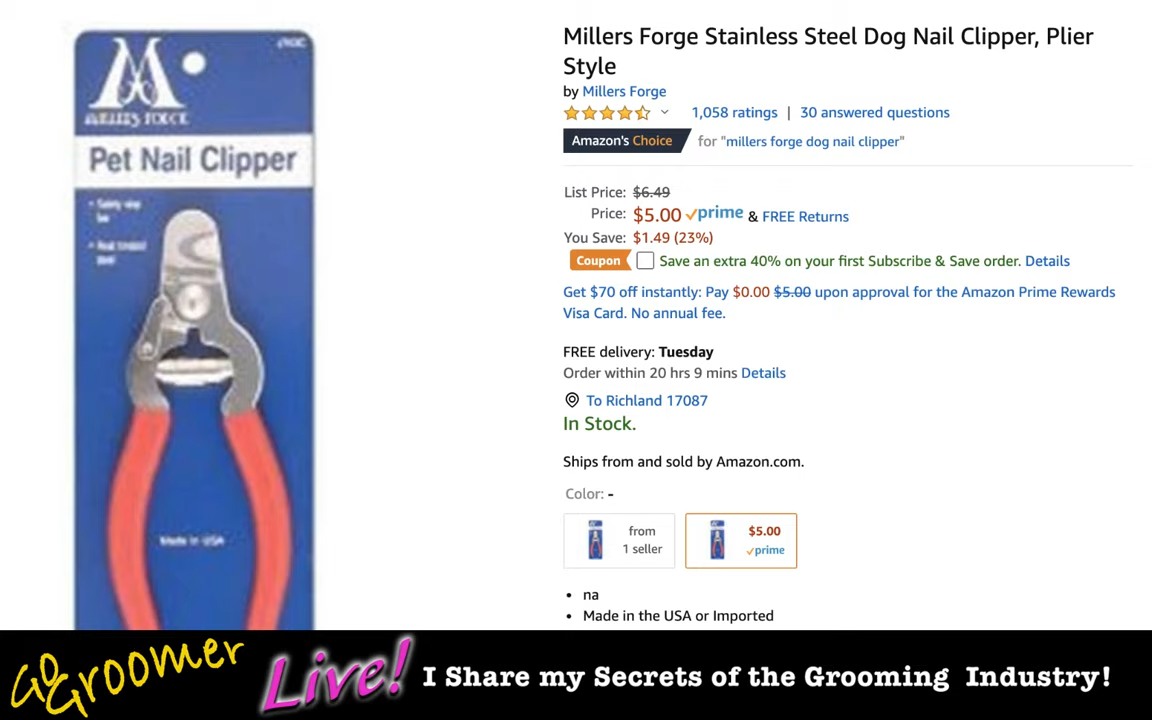 MILLERS FORGE
Pet Nail Clipper
Made in USA
Millers Forge Stainless Steel Dog Nail Clipper, Plier
Style
by Millers Forge
1,058 ratings | 30 answered questions
Amazon's Choice for "millers forge dog nail clipper"
List Price: $6.49
Price: $5.00 prime & FREE Returns
You Save: $1.49 (23%)
Coupon Save an extra 40% on your first Subscribe & Save order. Details
Get $70 off instantly: Pay $0.00 $5.00 upon approval for the Amazon Prime Rewards
Visa Card. No annual fee.
FREE delivery: Tuesday
Order within 20 hrs 9 mins Details
To Richland 17087
In Stock.
Ships from and sold by Amazon.com.
Color: -
from
1 seller
$5.00
prime
• na
• Made in the USA or Imported
Go Groomer Live! I Share my Secrets of the Grooming Industry!